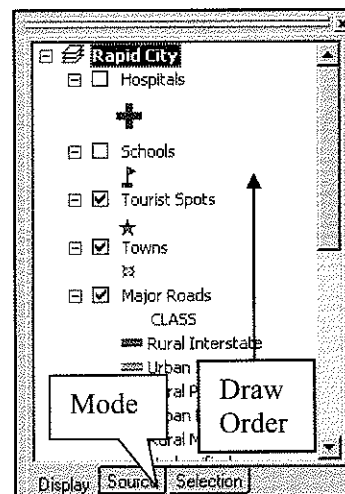 Rapid City
Hospitals
Schools
Tourist Spots
Towns
Major Roads
CLASS
Rural Interstate
Urban
Mode
Draw
Order
Display Source Selection